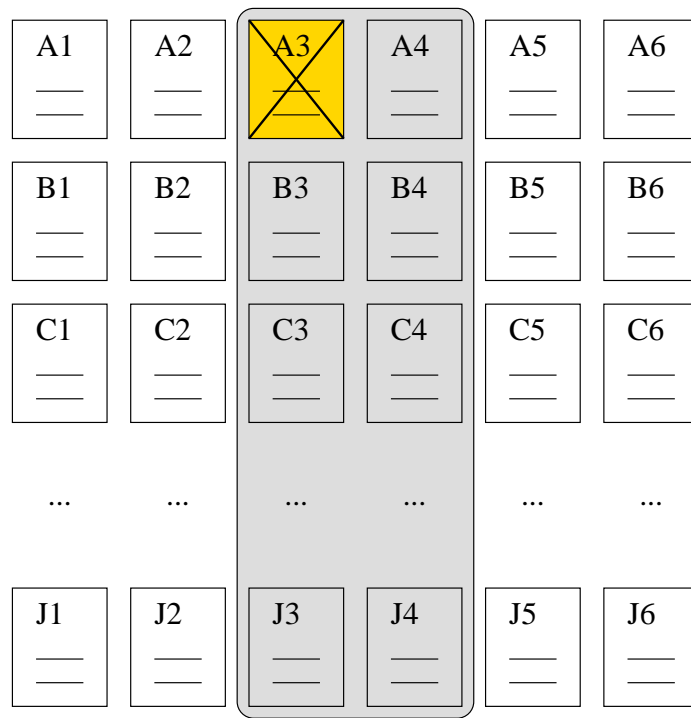 A1 A2 A3 A4 A5 A6
B1 B2 B3 B4 B5 B6
C1 C2 C3 C4 C5 C6
... ... ... ... ... ...
J1 J2 J3 J4 J5 J6